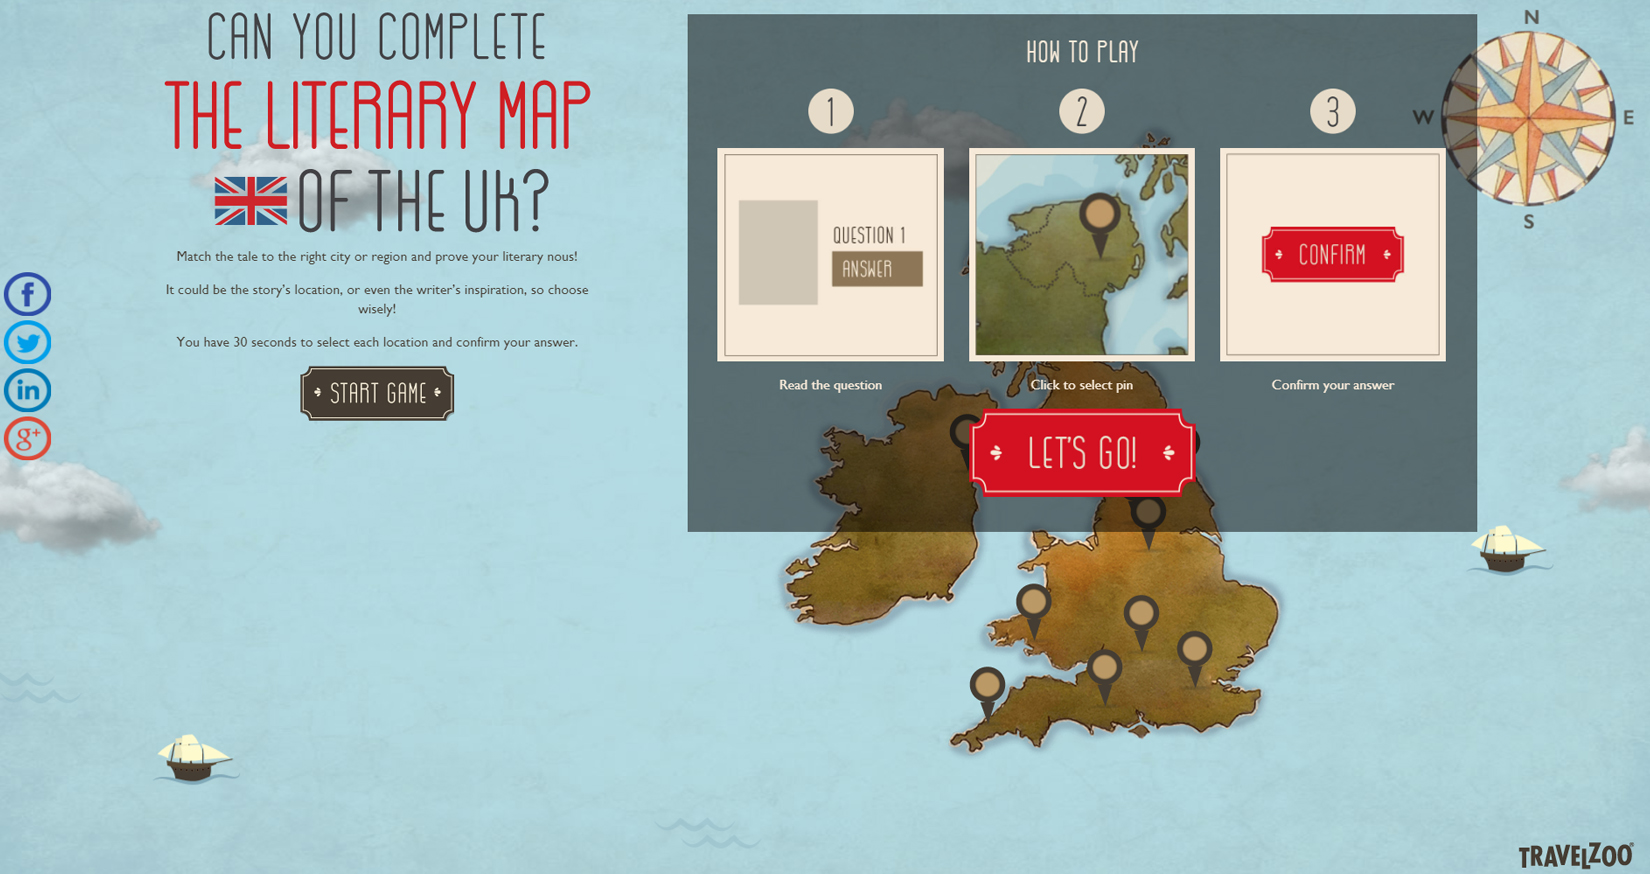 CAN YOU COMPLETE
THE LITERARY MAP
OF THE UK?
Match the tale to the right city or region and prove your literary nous!
It could be the story's location, or even the writer's inspiration, so choose
wisely!
You have 30 seconds to select each location and confirm your answer.
START GAME
f
in
g+
HOW TO PLAY
1
QUESTION 1
ANSWER
Read the question
2
Click to select pin
3
CONFIRM
Confirm your answer
LET'S GO!
N
W
E
S
TRAVELZOO®